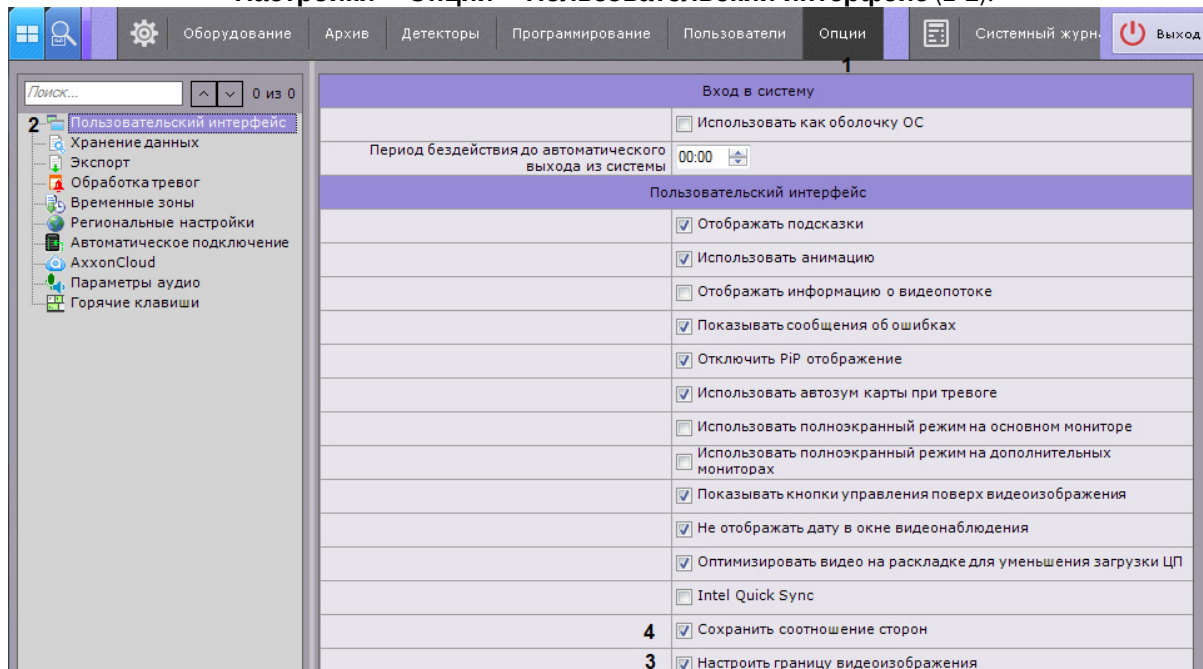 Оборудование Архив Детекторы Программирование Пользователи Опции Системный журн Выход
1
Поиск... 0 из 0
2 Пользовательский интерфейс
Хранение данных
Экспорт
Обработка тревог
Временные зоны
Региональные настройки
Автоматическое подключение
AxxonCloud
Параметры аудио
Горячие клавиши
Вход в систему
Использовать как оболочку ОС
Период бездействия до автоматического
выхода из системы 00:00
Пользовательский интерфейс
Отображать подсказки
Использовать анимацию
Отображать информацию о видеопотоке
Показывать сообщения об ошибках
Отключить PiP отображение
Использовать автозум карты при тревоге
Использовать полноэкранный режим на основном мониторе
Использовать полноэкранный режим на дополнительных
мониторах
Показывать кнопки управления поверх видеоизображения
Не отображать дату в окне видеонаблюдения
Оптимизировать видео на раскладке для уменьшения загрузки ЦП
Intel Quick Sync
4 Сохранить соотношение сторон
3 Настроить границу видеоизображения